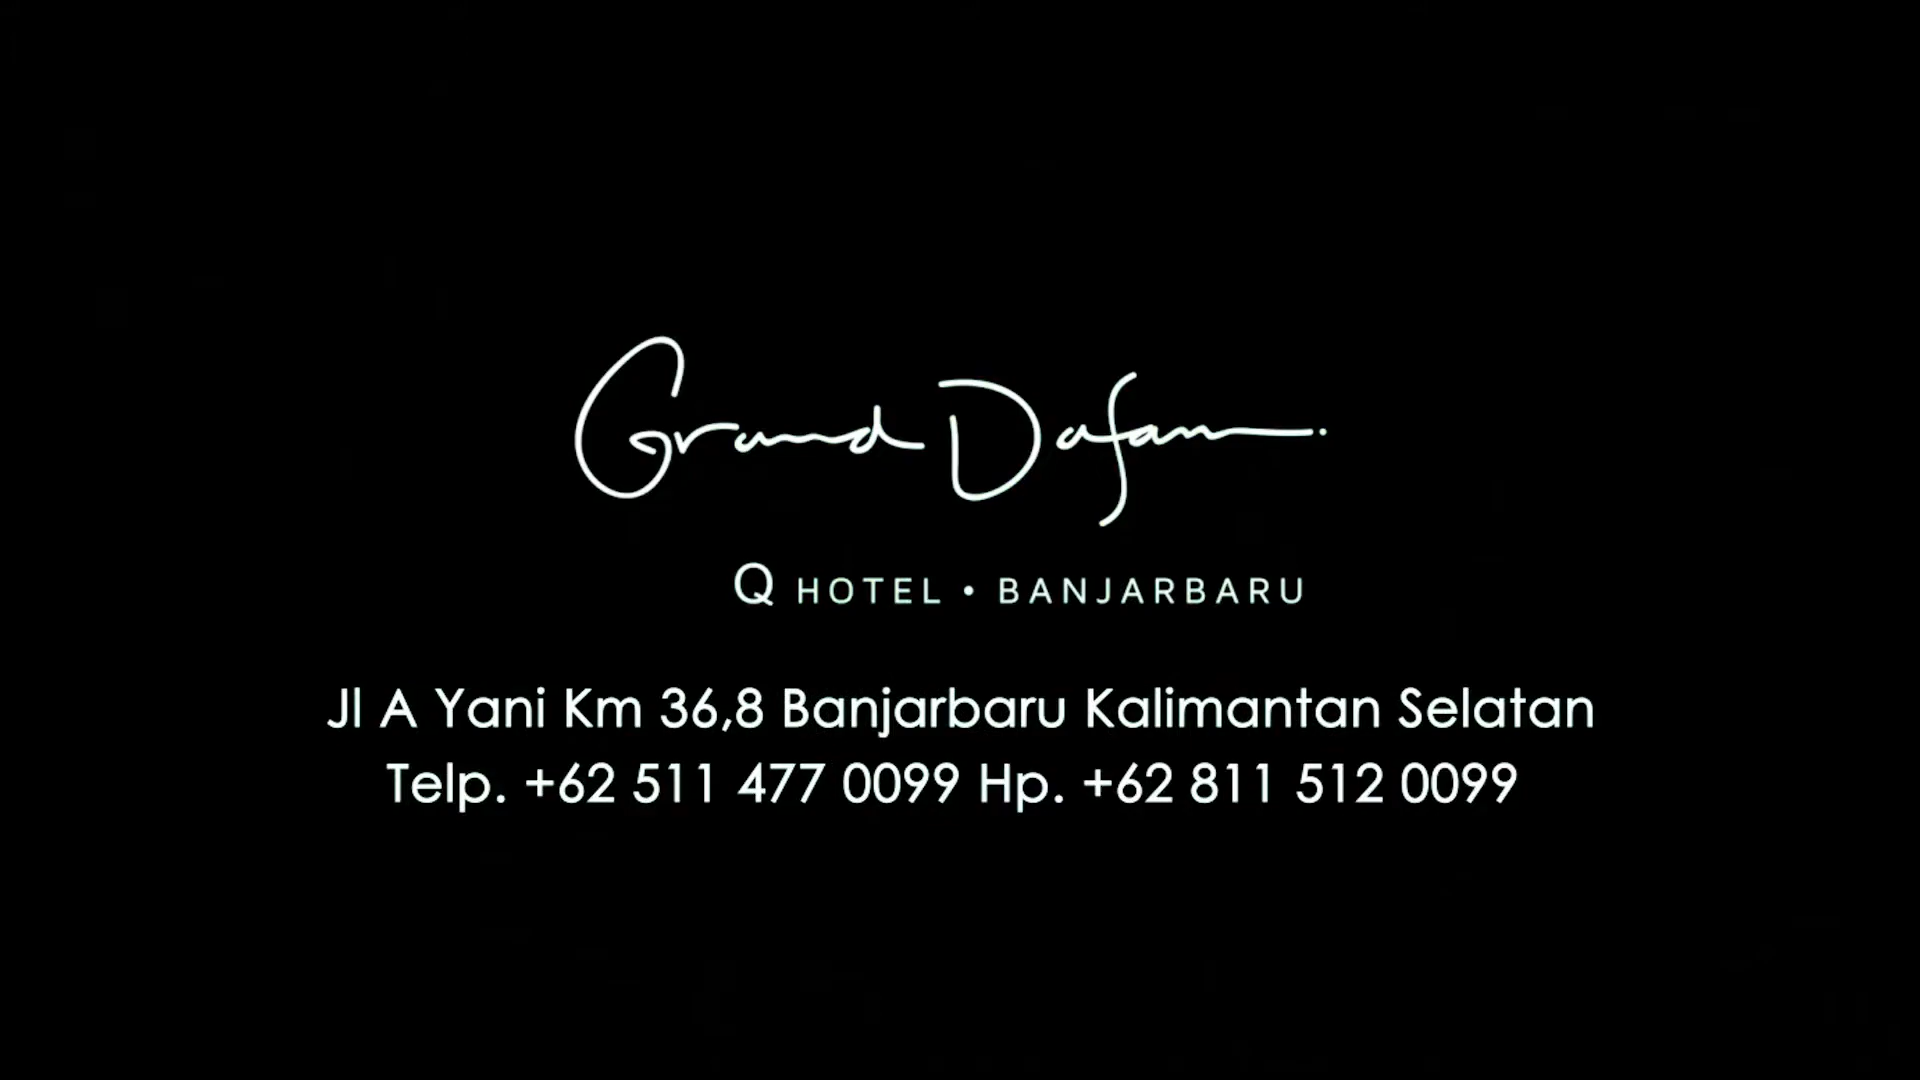 Grand Dafam.
Q HOTEL • BANJARBARU
Jl A Yani Km 36,8 Banjarbaru Kalimantan Selatan
Telp. +62 511 477 0099 Hp. +62 811 512 0099